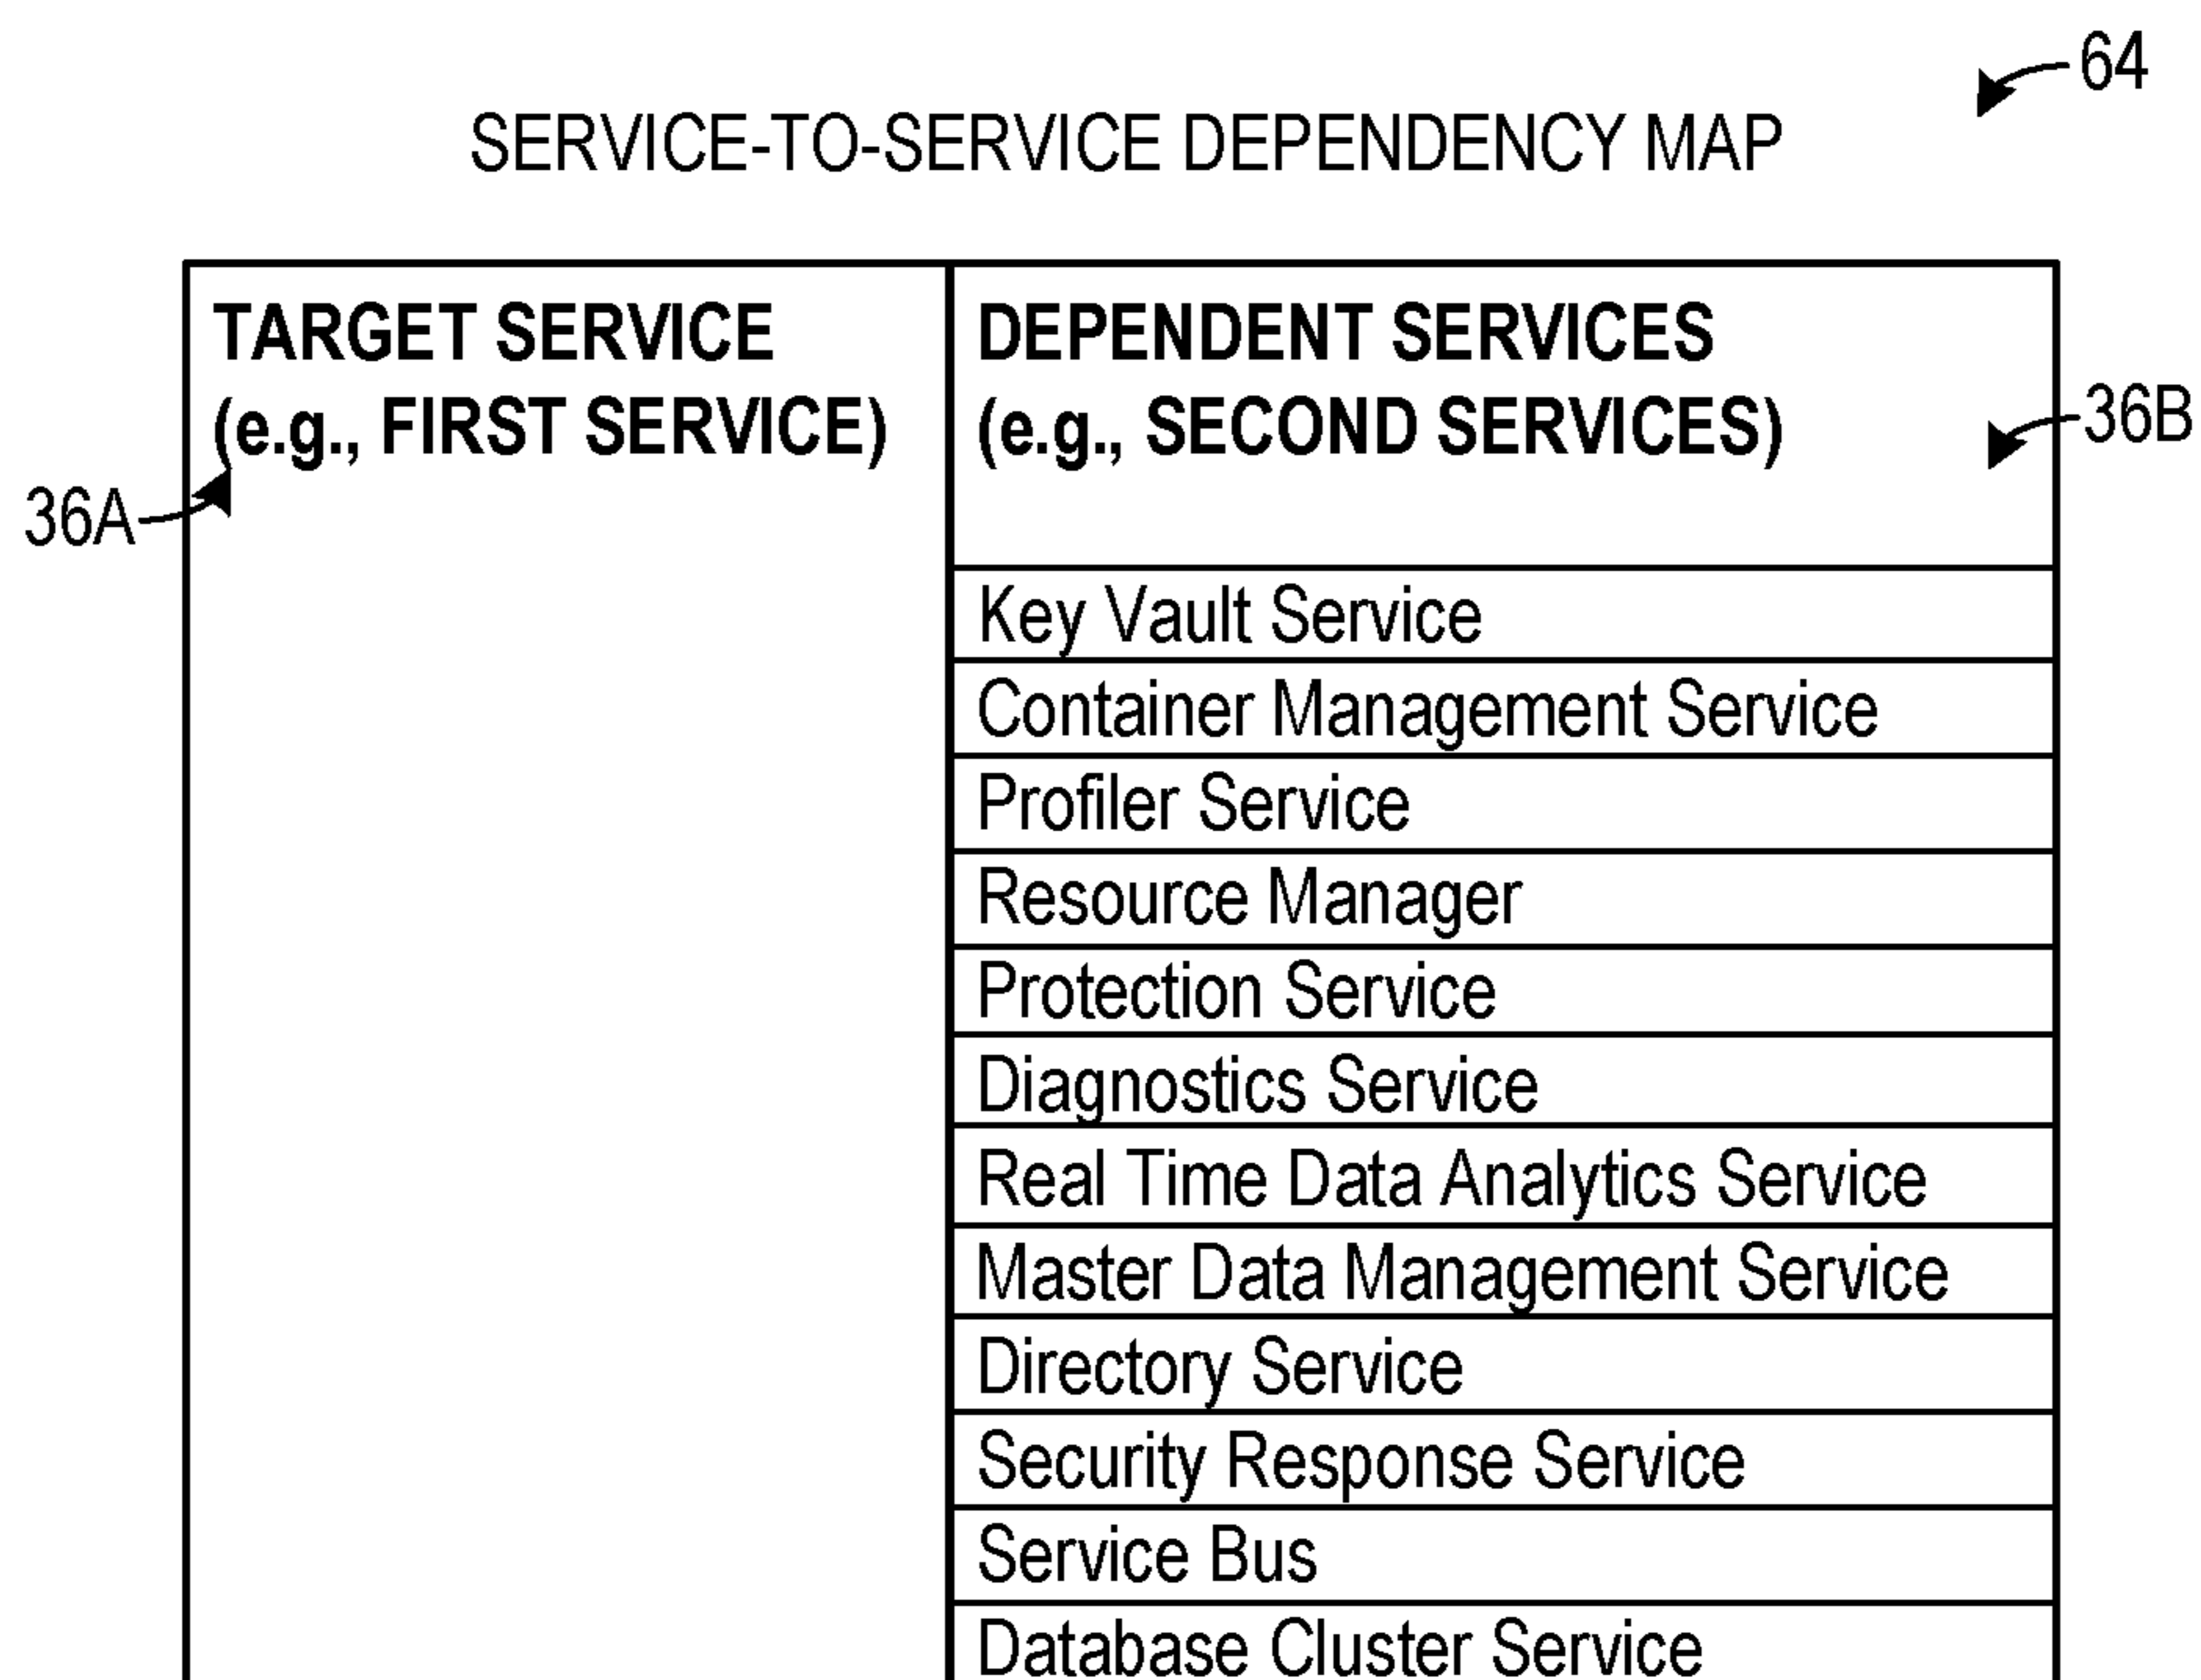 64
SERVICE-TO-SERVICE DEPENDENCY MAP
TARGET SERVICE
(e.g., FIRST SERVICE)
36A
DEPENDENT SERVICES
(e.g., SECOND SERVICES)
36B
Key Vault Service
Container Management Service
Profiler Service
Resource Manager
Protection Service
Diagnostics Service
Real Time Data Analytics Service
Master Data Management Service
Directory Service
Security Response Service
Service Bus
Database Cluster Service